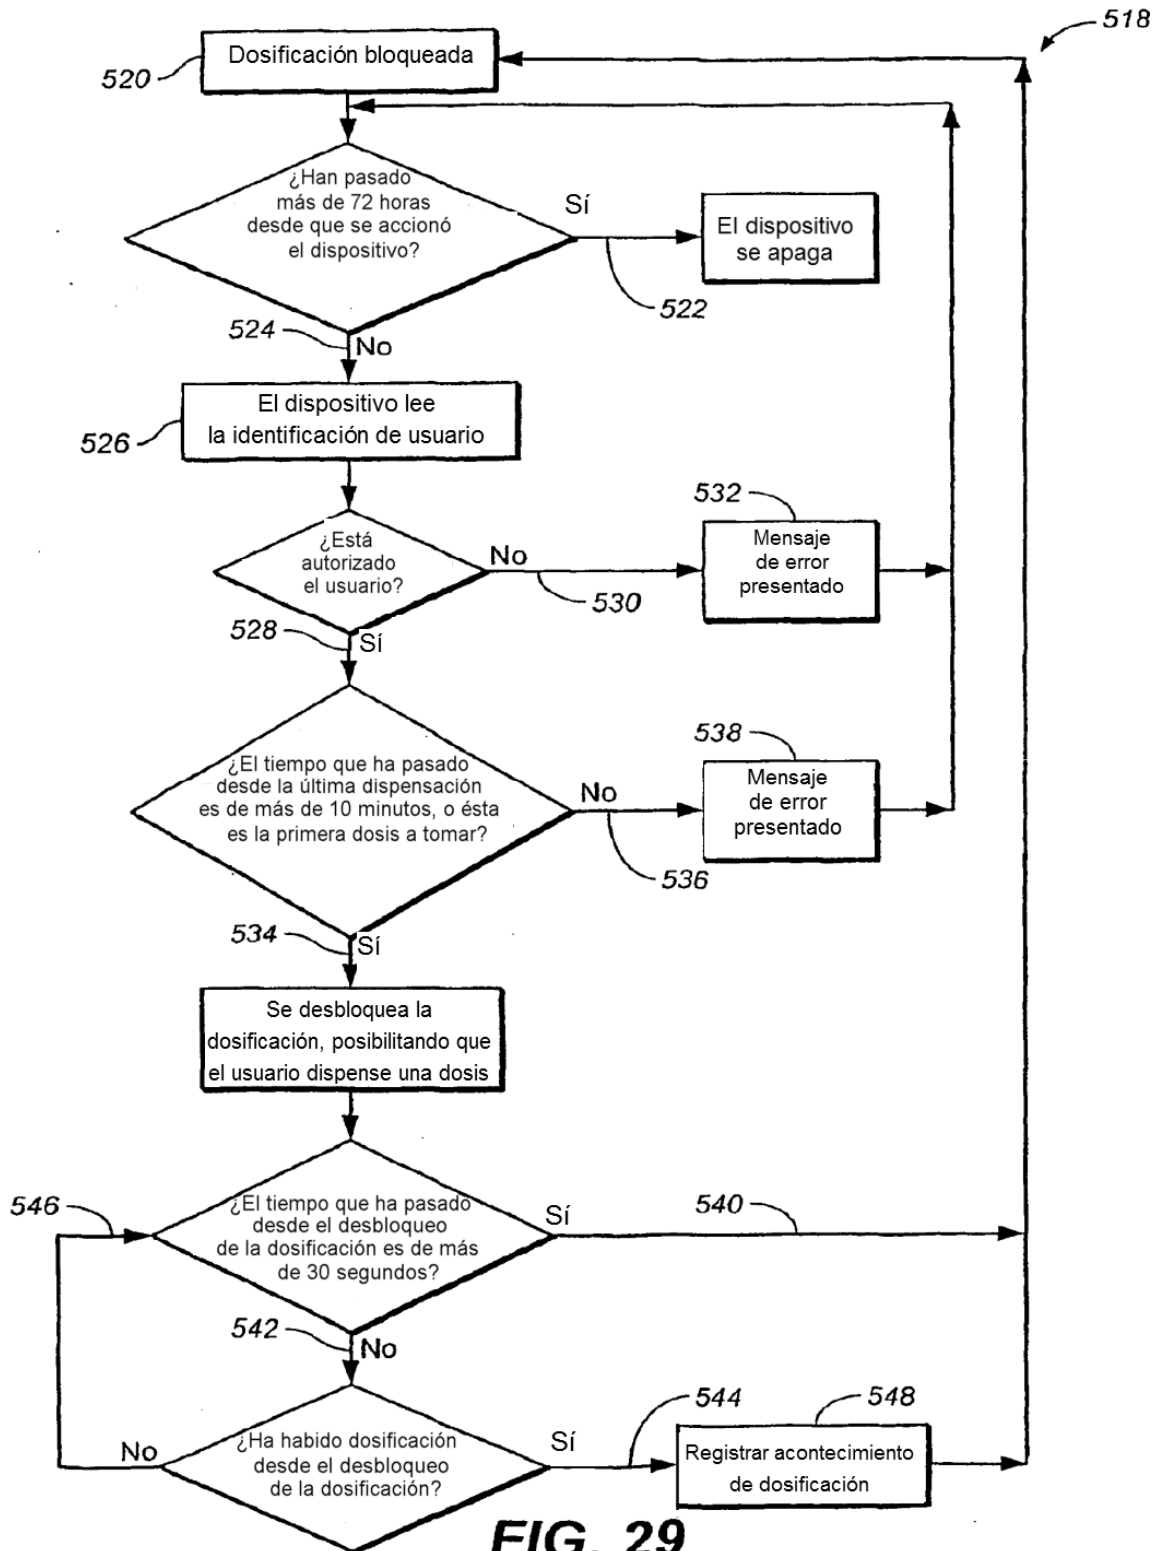 518
Dosificación bloqueada
520
¿Han pasado
más de 72 horas
desde que se accionó
el dispositivo?
Sí
El dispositivo
se apaga
522
524
No
El dispositivo lee
la identificación de usuario
526
¿Está
autorizado
el usuario?
No
530
532
Mensaje
de error
presentado
528
Sí
¿El tiempo que ha pasado
desde la última dispensación
es de más de 10 minutos, o ésta
es la primera dosis a tomar?
No
536
538
Mensaje
de error
presentado
534
Sí
Se desbloquea la
dosificación, posibilitando que
el usuario dispense una dosis
546
¿El tiempo que ha pasado
desde el desbloqueo
de la dosificación es de más
de 30 segundos?
Sí
540
542
No
¿Ha habido dosificación
desde el desbloqueo
de la dosificación?
No
Sí
544
548
Registrar acontecimiento
de dosificación
FIG. 29